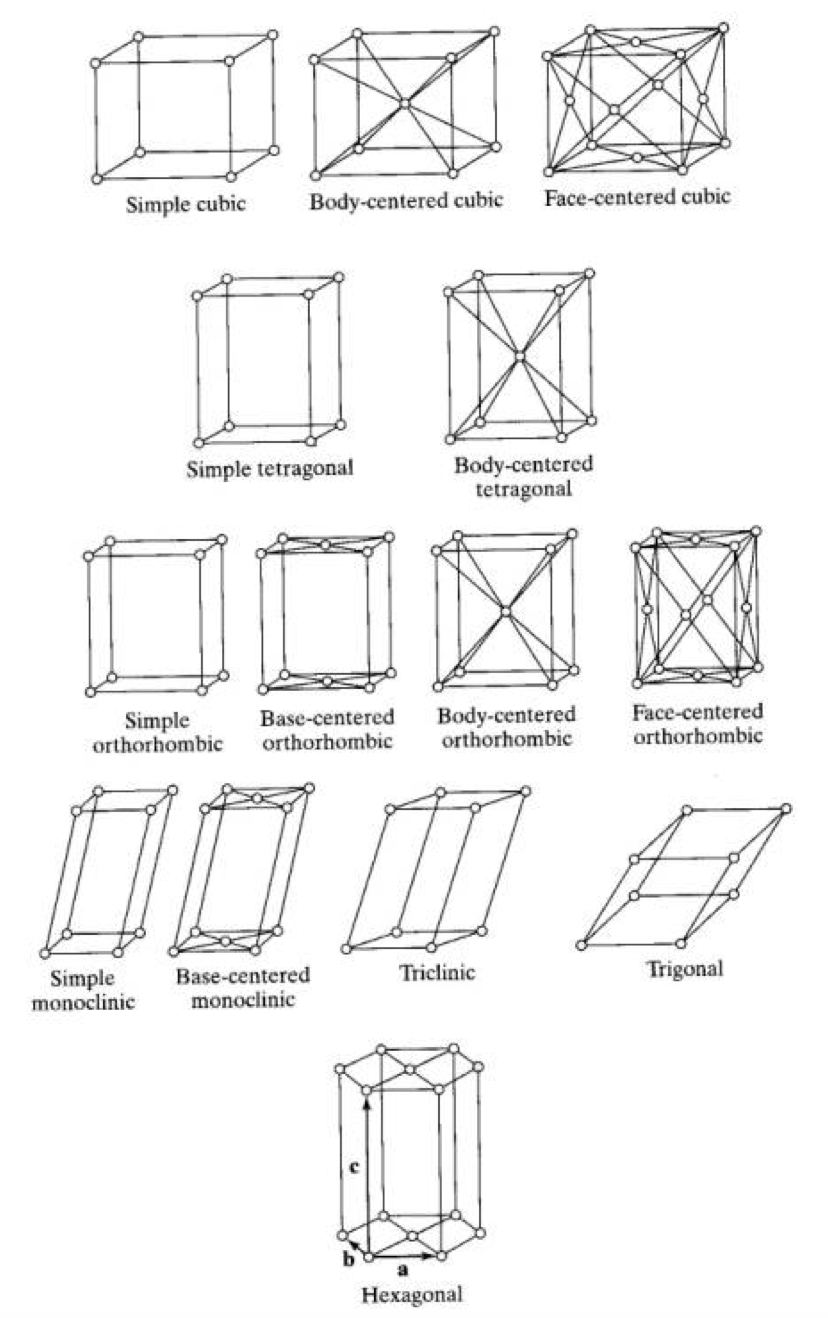 Simple cubic
Body-centered cubic
Face-centered cubic
Simple tetragonal
Body-centered
tetragonal
Simple
orthorhombic
Base-centered
orthorhombic
Body-centered
orthorhombic
Face-centered
orthorhombic
Simple
monoclinic
Base-centered
monoclinic
Triclinic
Trigonal
c
b
a
Hexagonal